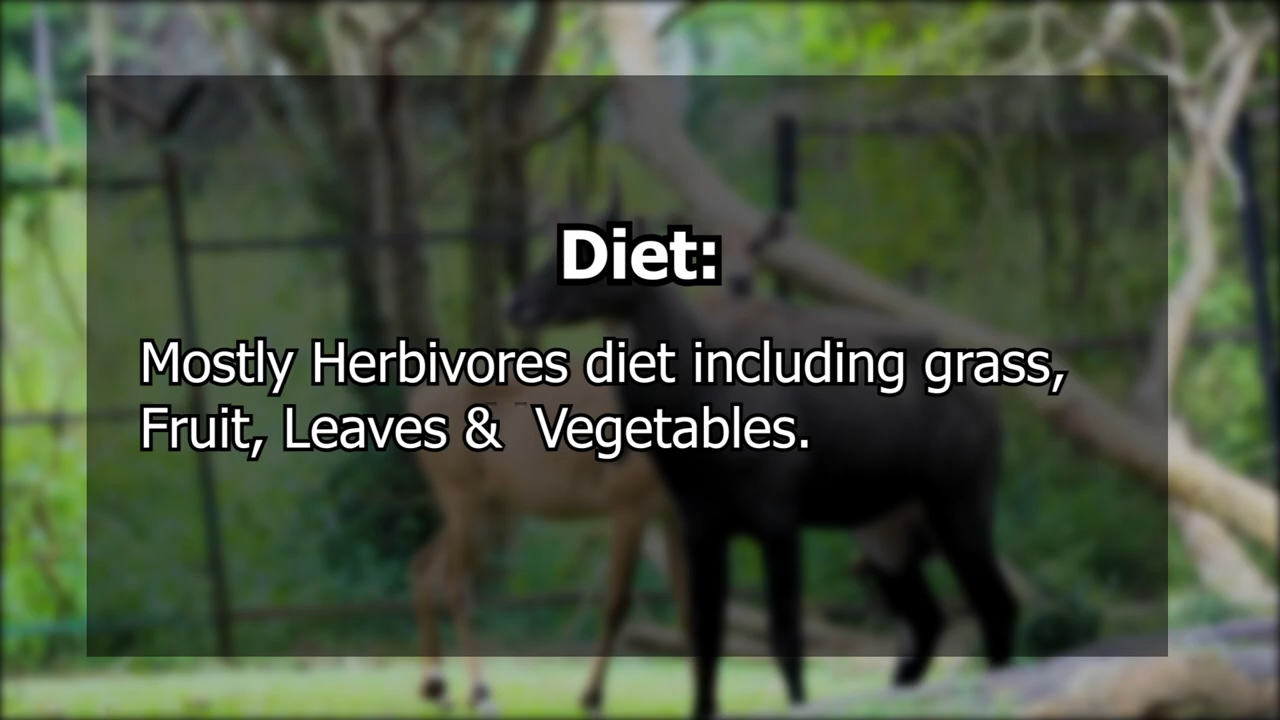 Diet:
Mostly Herbivores diet including grass,
Fruit, Leaves &  Vegetables.